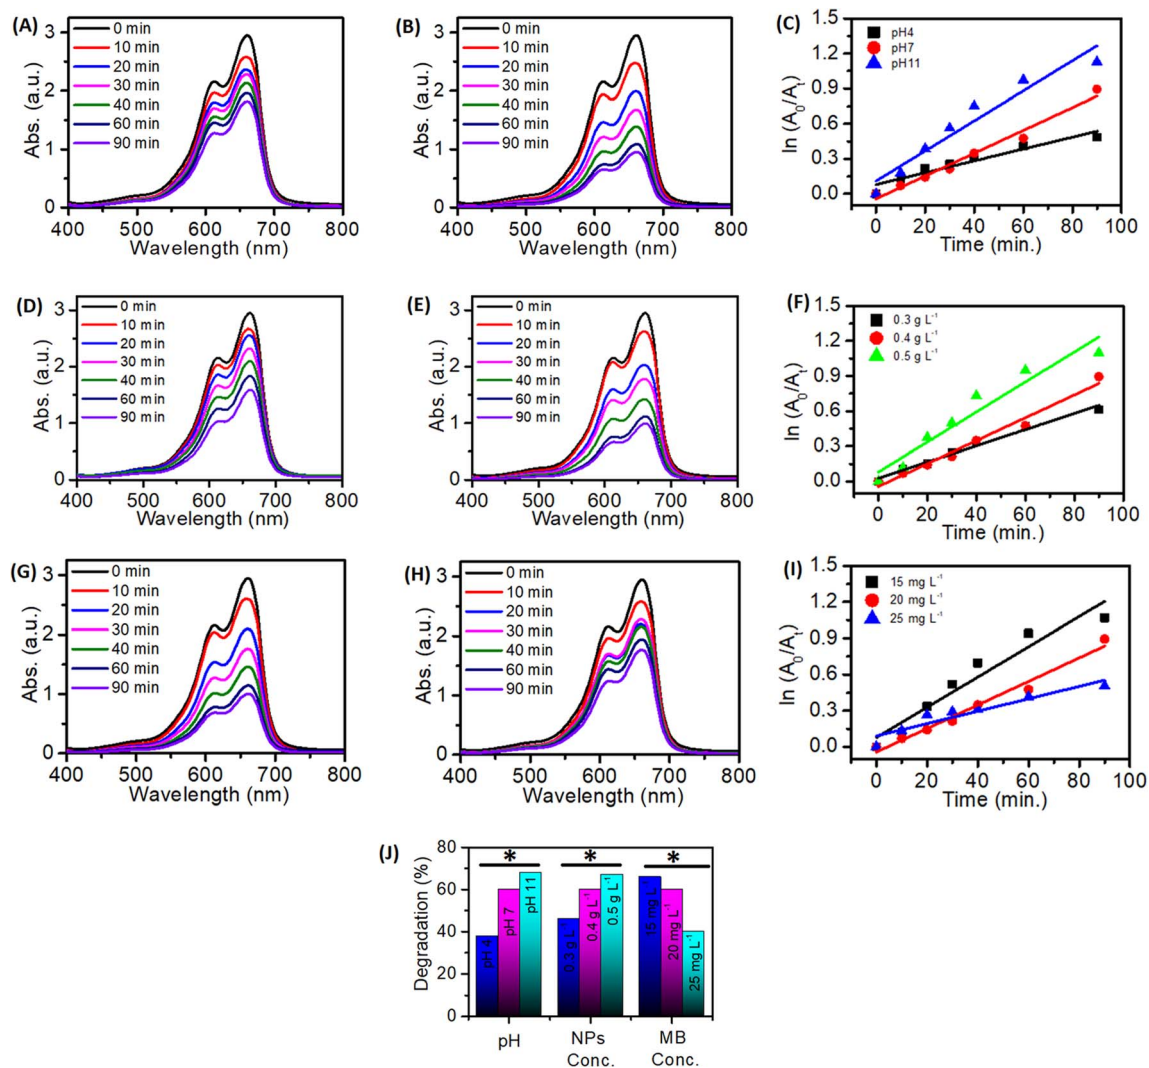 (A)
3
2
1
0
Abs. (a.u.)
0 min
10 min
20 min
30 min
40 min
60 min
90 min
400 500 600 700 800
Wavelength (nm)
(B)
3
2
1
0
Abs. (a.u.)
0 min
10 min
20 min
30 min
40 min
60 min
90 min
400 500 600 700 800
Wavelength (nm)
(C)
1.5
1.2
0.9
0.6
0.3
0.0
ln (A₀/Aₜ)
pH4
pH7
pH11
0 20 40 60 80 100
Time (min.)
(D)
3
2
1
0
Abs. (a.u.)
0 min
10 min
20 min
30 min
40 min
60 min
90 min
400 500 600 700 800
Wavelength (nm)
(E)
3
2
1
0
Abs. (a.u.)
0 min
10 min
20 min
30 min
40 min
60 min
90 min
400 500 600 700 800
Wavelength (nm)
(F)
1.5
1.2
0.9
0.6
0.3
0.0
ln (A₀/Aₜ)
0.3 g L⁻¹
0.4 g L⁻¹
0.5 g L⁻¹
0 20 40 60 80 100
Time (min.)
(G)
3
2
1
0
Abs. (a.u.)
0 min
10 min
20 min
30 min
40 min
60 min
90 min
400 500 600 700 800
Wavelength (nm)
(H)
3
2
1
0
Abs. (a.u.)
0 min
10 min
20 min
30 min
40 min
60 min
90 min
400 500 600 700 800
Wavelength (nm)
(I)
1.5
1.2
0.9
0.6
0.3
0.0
ln (A₀/Aₜ)
15 mg L⁻¹
20 mg L⁻¹
25 mg L⁻¹
0 20 40 60 80 100
Time (min.)
(J)
80
60
40
20
0
Degradation (%)
* * *
pH 4
pH 7
pH 11
0.3 g L⁻¹
0.4 g L⁻¹
0.5 g L⁻¹
15 mg L⁻¹
20 mg L⁻¹
25 mg L⁻¹
pH
NPs
Conc.
MB
Conc.